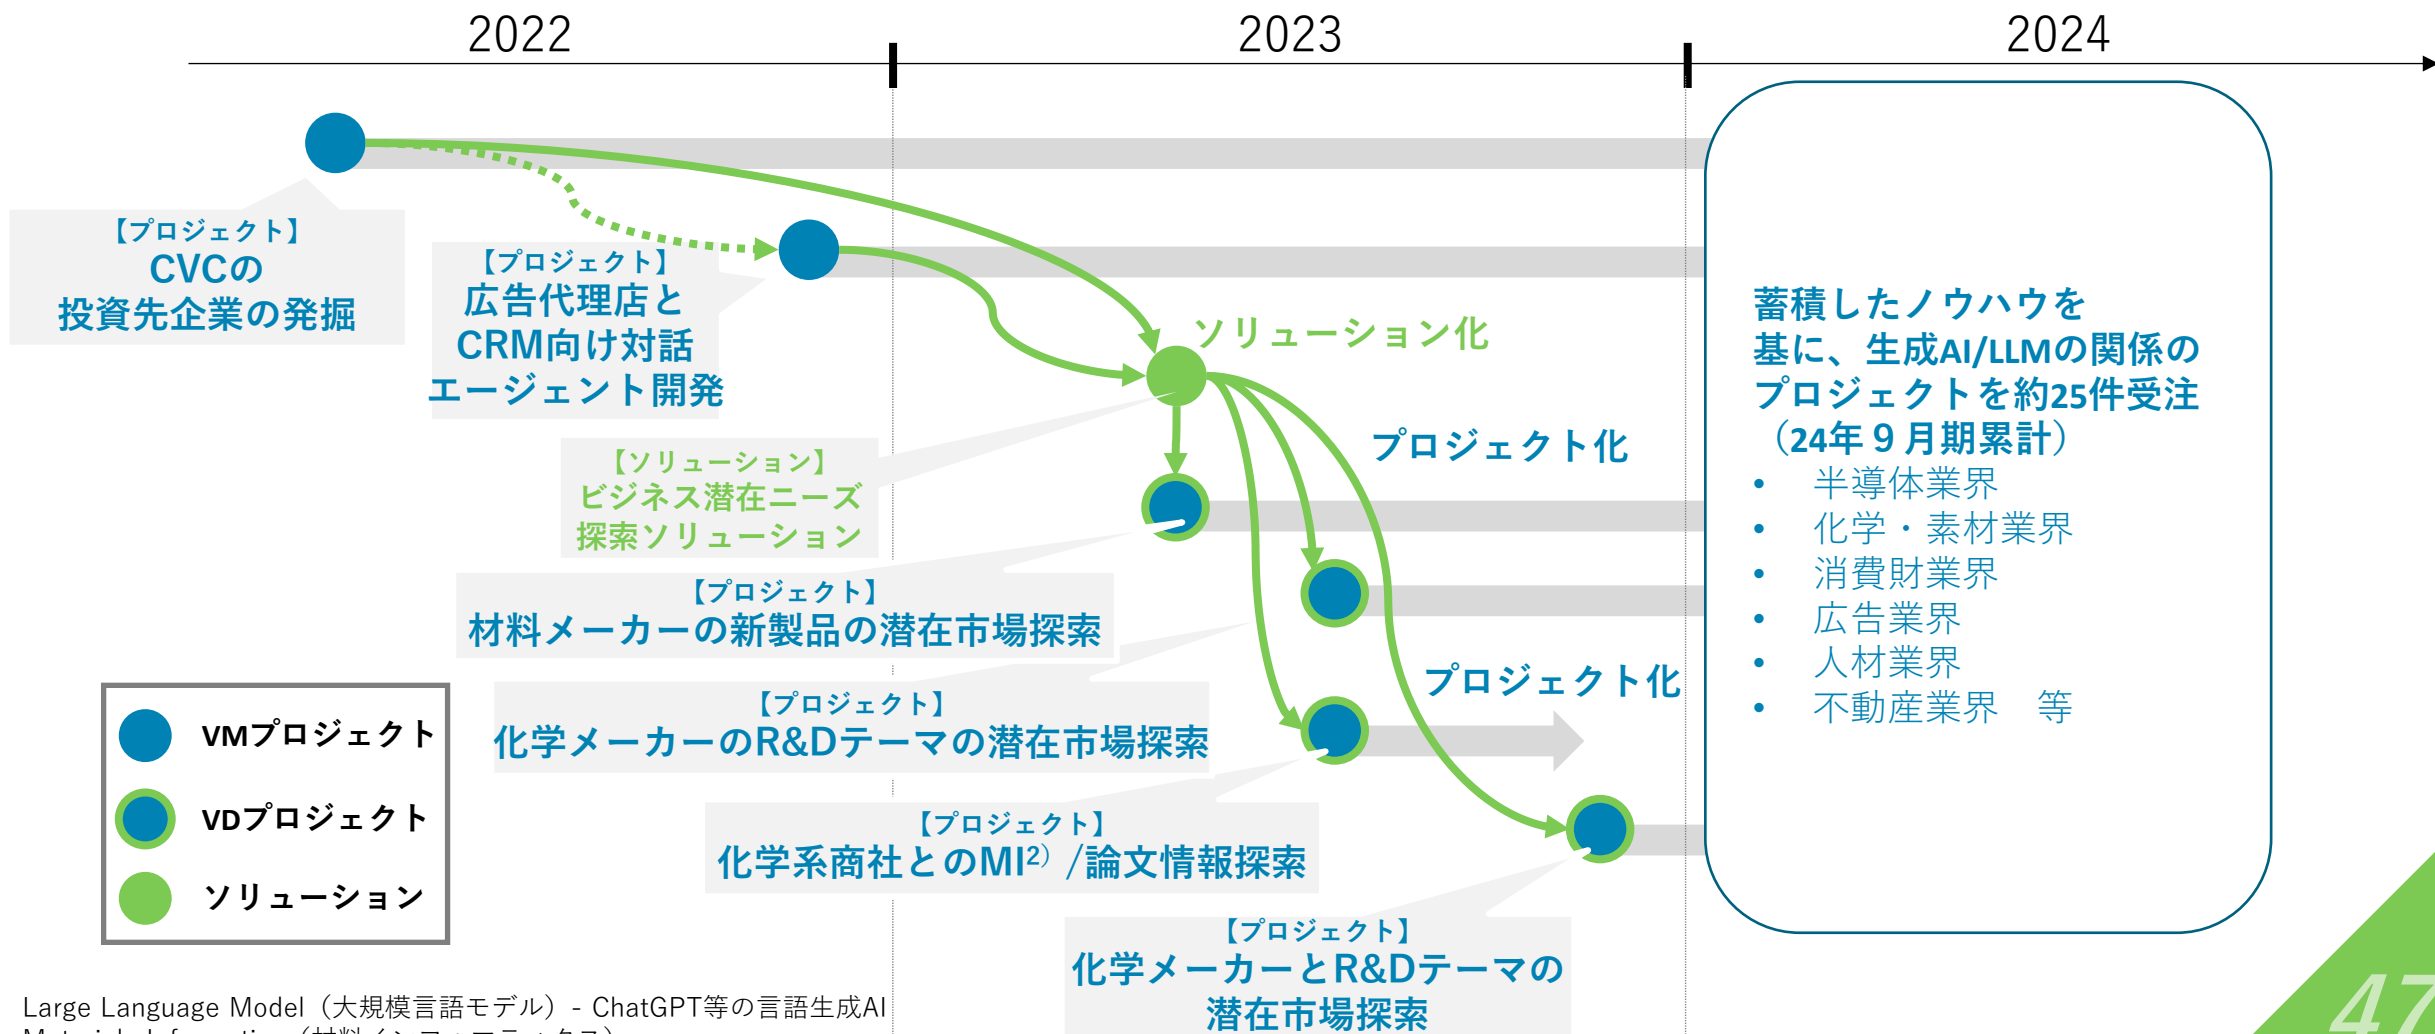 2022
2023
2024
【プロジェクト】
CVCの
投資先企業の発掘
【プロジェクト】
広告代理店と
CRM向け対話
エージェント開発
ソリューション化
【ソリューション】
ビジネス潜在ニーズ
探索ソリューション
プロジェクト化
【プロジェクト】
材料メーカーの新製品の潜在市場探索
【プロジェクト】
化学メーカーのR&Dテーマの潜在市場探索
プロジェクト化
【プロジェクト】
化学系商社とのMI2）/論文情報探索
【プロジェクト】
化学メーカーとR&Dテーマの
潜在市場探索
蓄積したノウハウを
基に、生成AI/LLMの関係の
プロジェクトを約25件受注
（24年９月期累計）
• 半導体業界
• 化学・素材業界
• 消費財業界
• 広告業界
• 人材業界
• 不動産業界　等
VMプロジェクト
VDプロジェクト
ソリューション
Large Language Model（大規模言語モデル）- ChatGPT等の言語生成AI
47